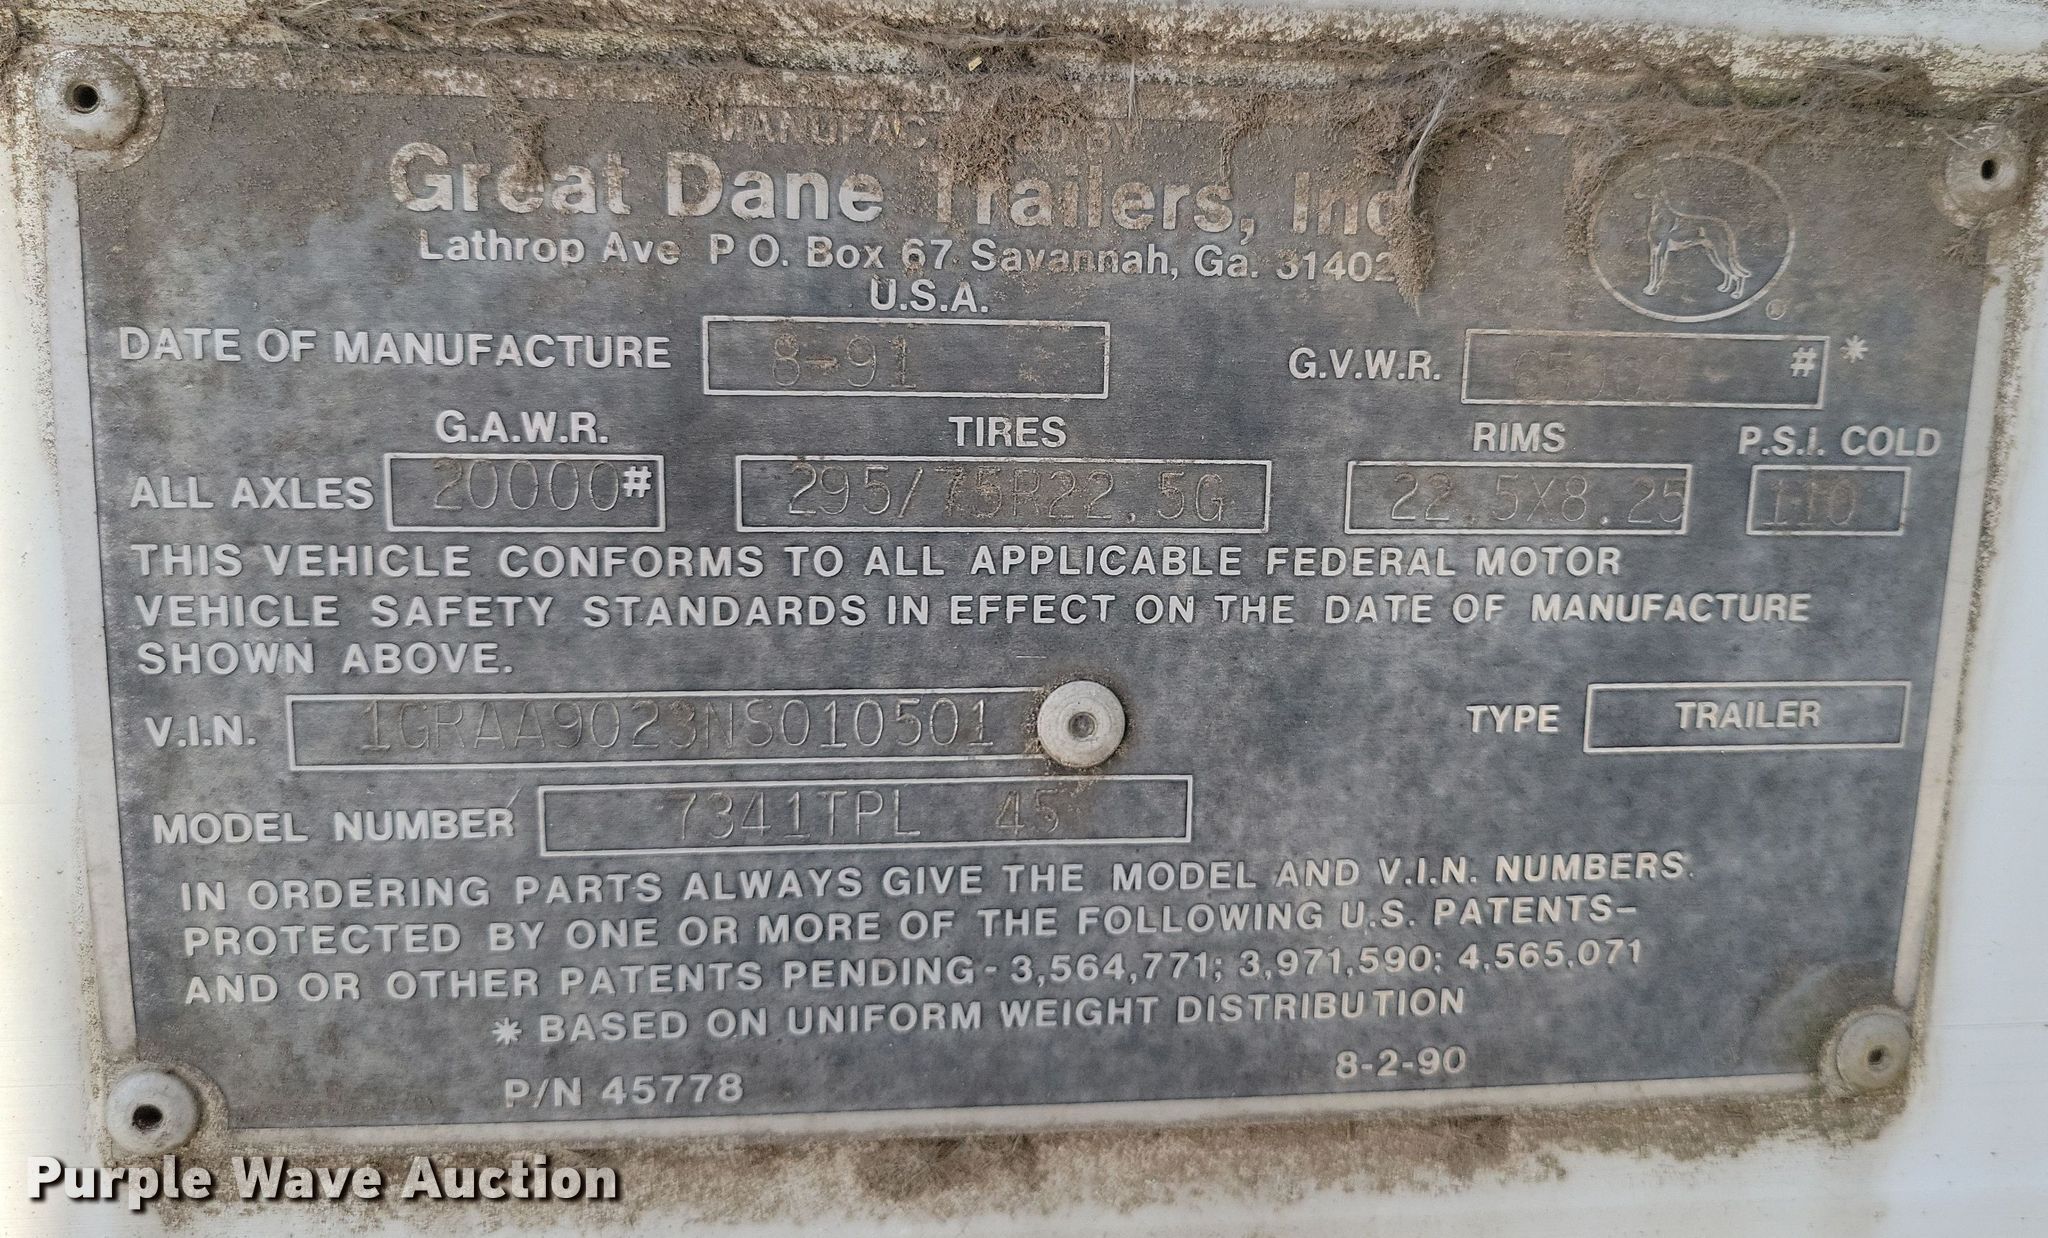 MANUFACTURED BY
Great Dane Trailers, Inc
Lathrop Ave P O. Box 67 Savannah, Ga. 31402
U.S.A.
DATE OF MANUFACTURE 8-91 G.V.W.R. #*
G.A.W.R. TIRES RIMS P.S.I. COLD
ALL AXLES 20000# 295/75R22.5G 22.5X8.25 110
THIS VEHICLE CONFORMS TO ALL APPLICABLE FEDERAL MOTOR
VEHICLE SAFETY STANDARDS IN EFFECT ON THE DATE OF MANUFACTURE
SHOWN ABOVE.
V.I.N. 1GRAA9023NS010501 TYPE TRAILER
MODEL NUMBER 7341TPL 45
IN ORDERING PARTS ALWAYS GIVE THE MODEL AND V.I.N. NUMBERS.
PROTECTED BY ONE OR MORE OF THE FOLLOWING U.S. PATENTS-
AND OR OTHER PATENTS PENDING - 3,564,771; 3,971,590; 4,565,071
* BASED ON UNIFORM WEIGHT DISTRIBUTION
P/N 45778 8-2-90
Purple Wave Auction